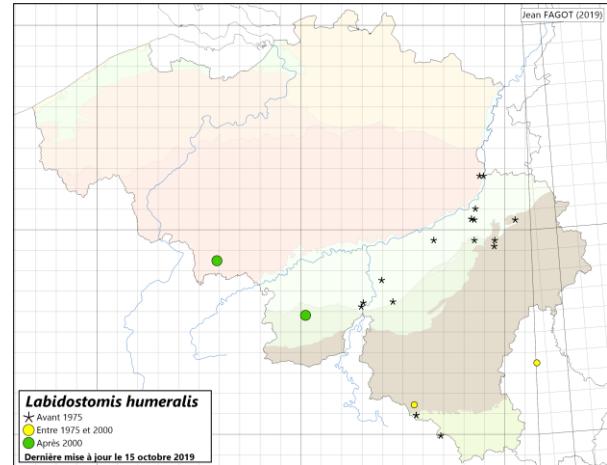 Jean FAGOT (2019)
Labidostomis humeralis
Avant 1975
Entre 1975 et 2000
Après 2000
Dernière mise à jour le 15 octobre 2019